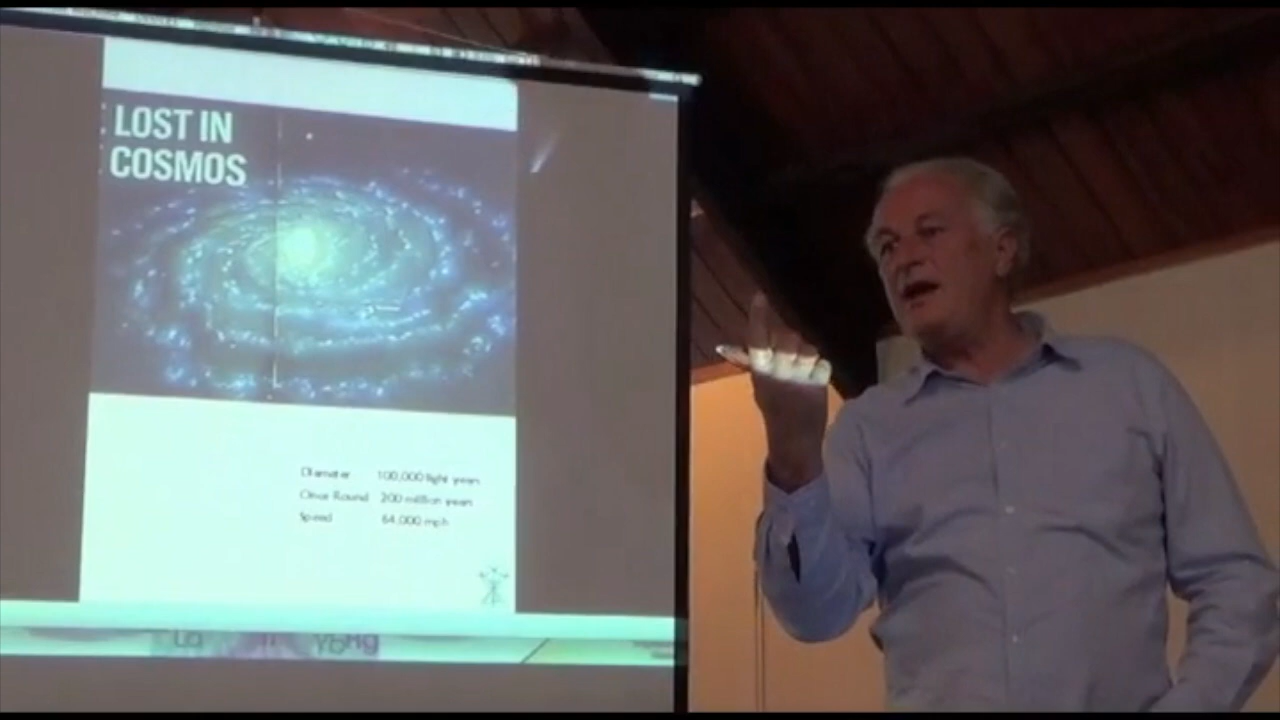 LOST IN
COSMOS
Diameter 100,000 light years
Once Round 200 million years
Speed 64,000 mph